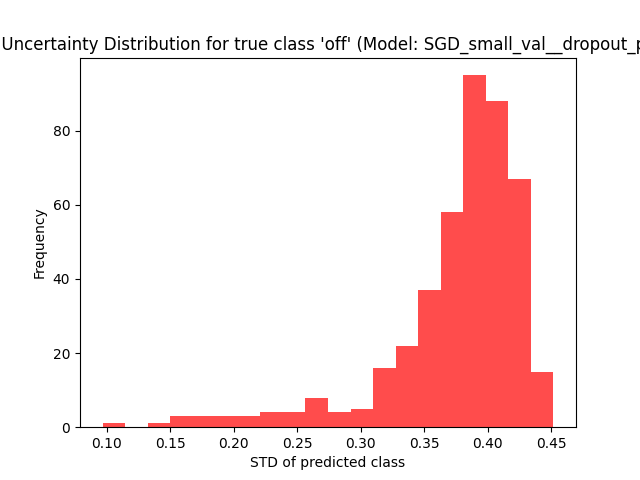 Uncertainty Distribution for true class 'off' (Model: SGD_small_val__dropout_p
80
60
40
20
0
Frequency
0.10 0.15 0.20 0.25 0.30 0.35 0.40 0.45
STD of predicted class